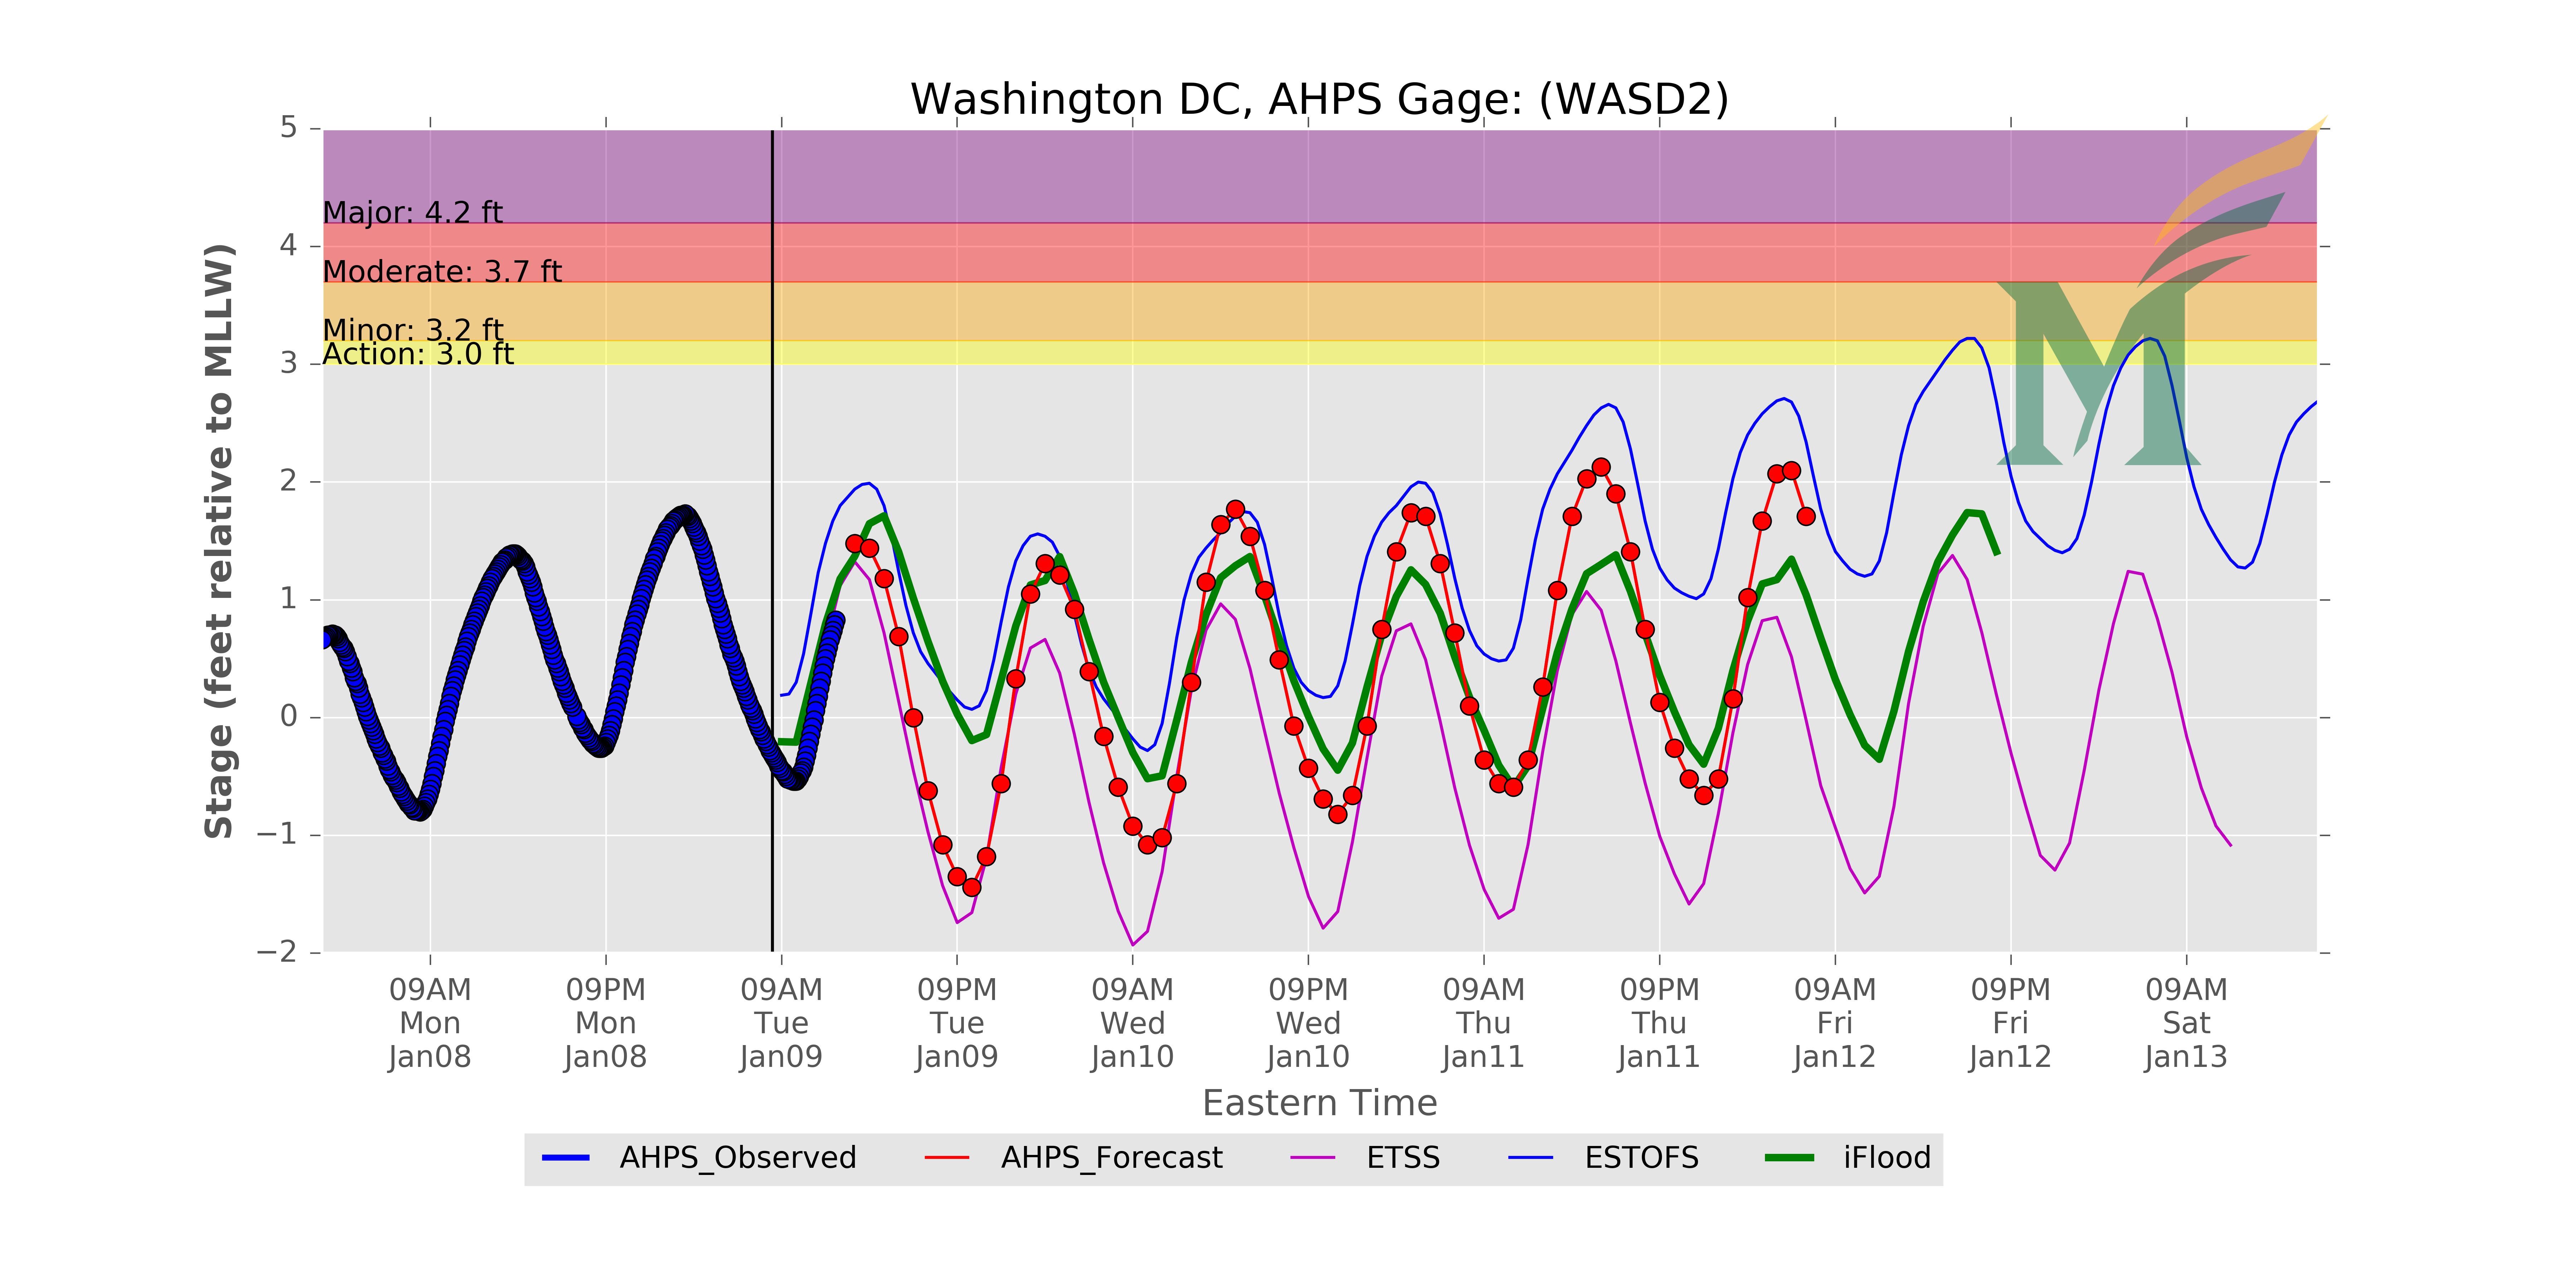 Washington DC, AHPS Gage: (WASD2)
Stage (feet relative to MLLW)
5
4
3
2
1
0
−1
−2
Major: 4.2 ft
Moderate: 3.7 ft
Minor: 3.2 ft
Action: 3.0 ft
M
09AM 09PM 09AM 09PM 09AM 09PM 09AM 09PM 09AM 09PM 09AM
Mon Mon Tue Tue Wed Wed Thu Thu Fri Fri Sat
Jan08 Jan08 Jan09 Jan09 Jan10 Jan10 Jan11 Jan11 Jan12 Jan12 Jan13
Eastern Time
AHPS_Observed AHPS_Forecast ETSS ESTOFS iFlood